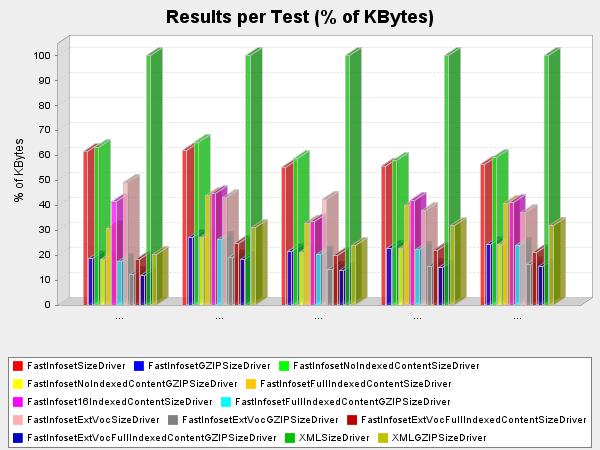 Results per Test (% of KBytes)
100
90
80
70
60
50
40
30
20
10
0
% of KBytes
... ... ... ... ...
FastInfosetSizeDriver FastInfosetGZIPSizeDriver FastInfosetNoIndexedContentSizeDriver
FastInfosetNoIndexedContentGZIPSizeDriver FastInfosetFullIndexedContentSizeDriver
FastInfoset16IndexedContentSizeDriver FastInfosetFullIndexedContentGZIPSizeDriver
FastInfosetExtVocSizeDriver FastInfosetExtVocGZIPSizeDriver FastInfosetExtVocFullIndexedContentSizeDriver
FastInfosetExtVocFullIndexedContentGZIPSizeDriver XMLSizeDriver XMLGZIPSizeDriver